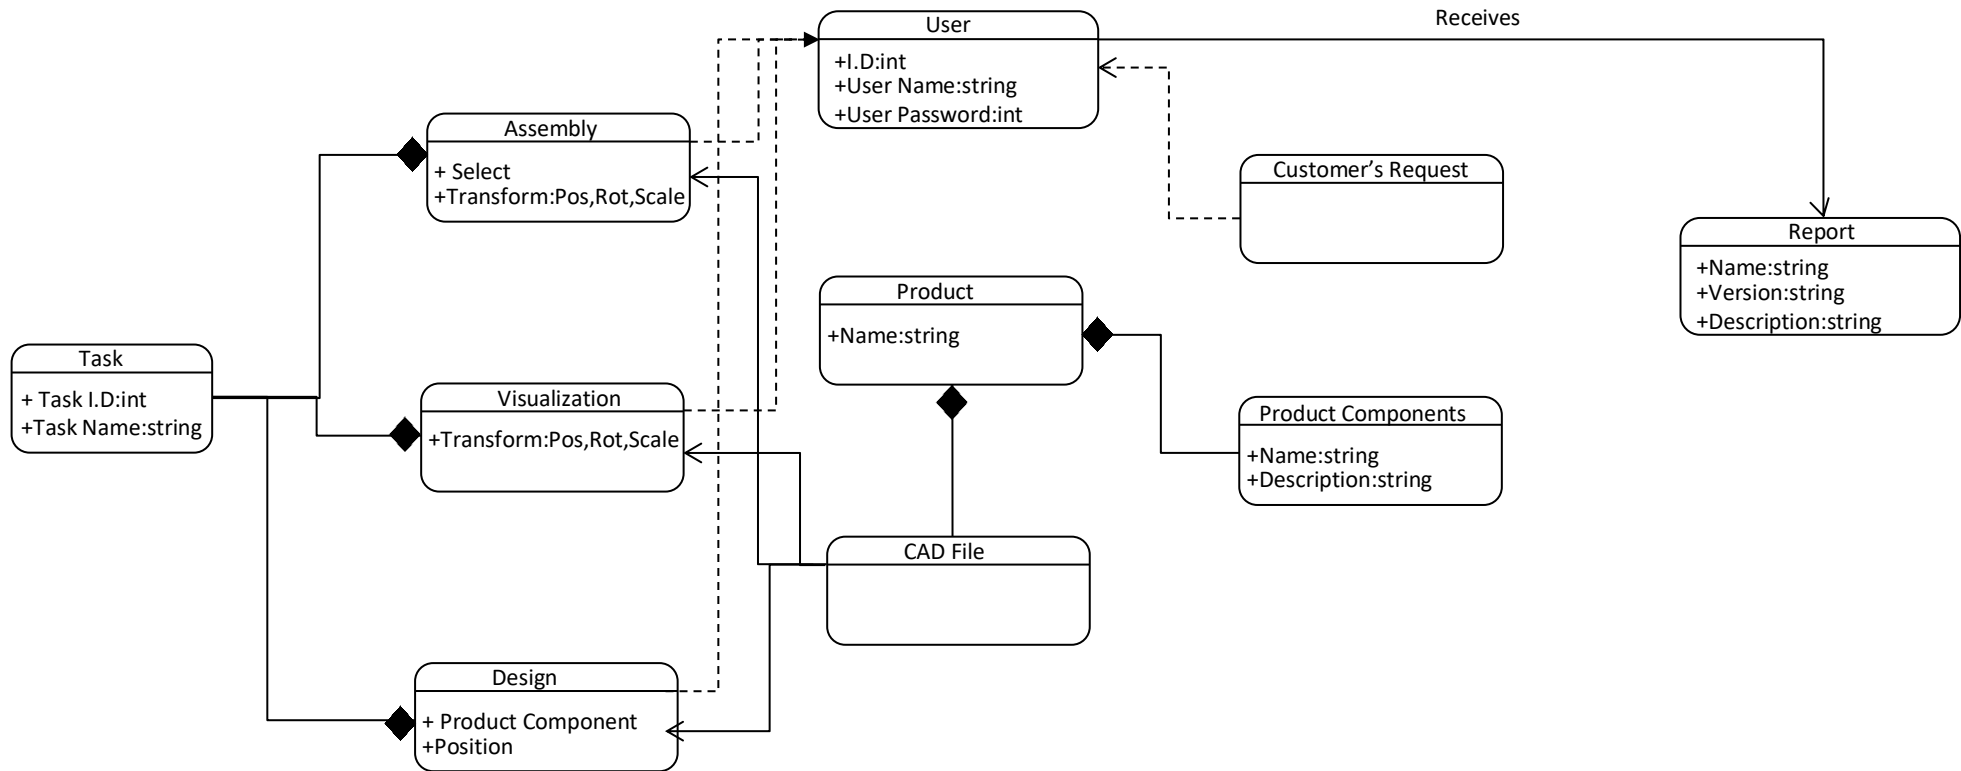 User
+I.D:int
+User Name:string
+User Password:int
Receives
Assembly
+ Select
+Transform:Pos,Rot,Scale
Customer’s Request
Report
+Name:string
+Version:string
+Description:string
Product
+Name:string
Task
+ Task I.D:int
+Task Name:string
Visualization
+Transform:Pos,Rot,Scale
Product Components
+Name:string
+Description:string
CAD File
Design
+ Product Component
+Position